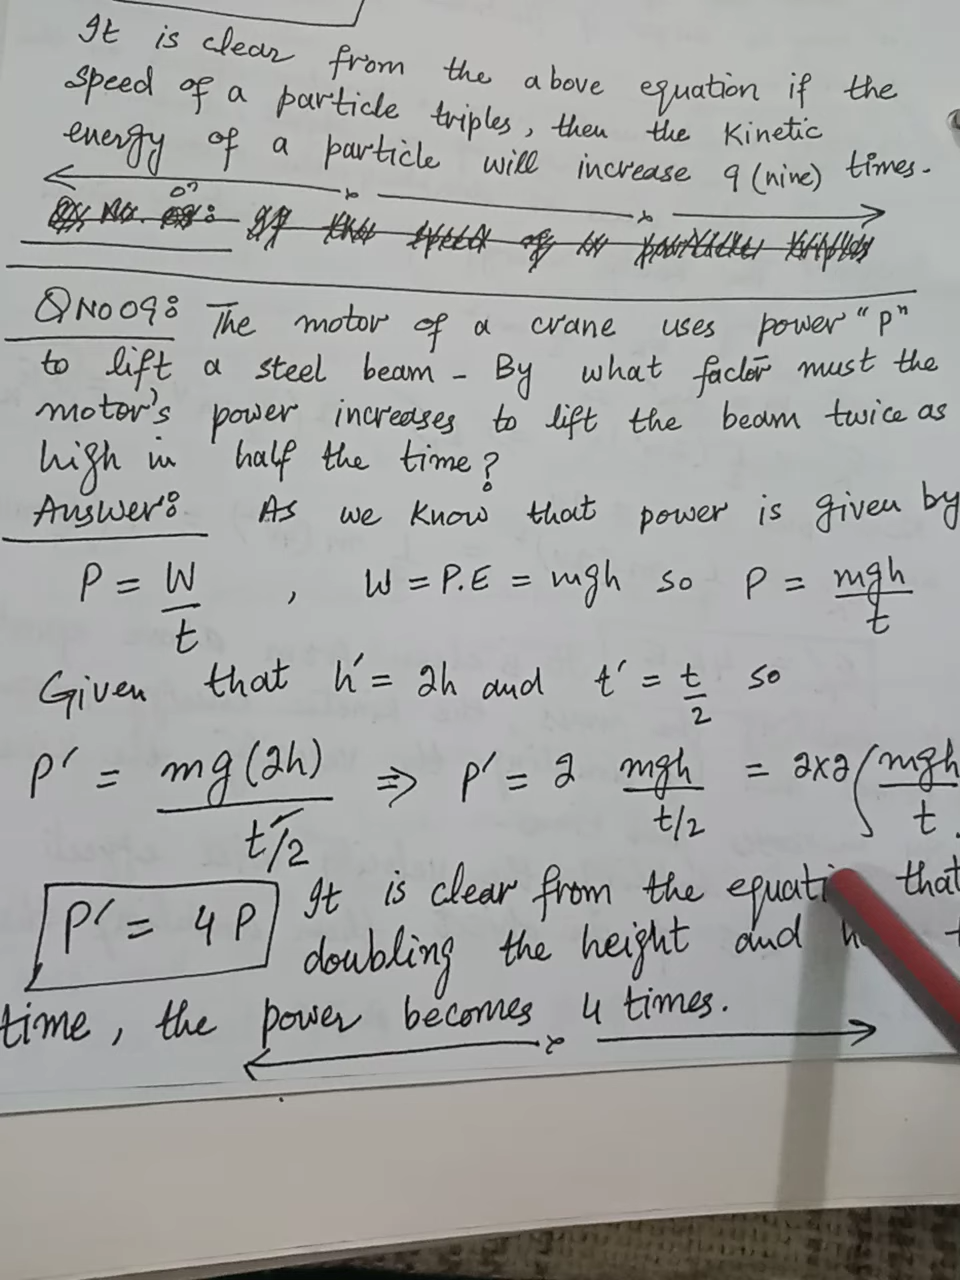 It is clear from the above equation if the
speed of a particle triples, then the Kinetic
energy of a particle will increase 9 (nine) times.
Q No 09: The motor of a crane uses power "P"
to lift a steel beam - By what factor must the
motor's power increases to lift the beam twice as
high in half the time?
Answer: As we know that power is given by
P = W/t , W = P.E = mgh so P = mgh/t
Given that h' = 2h and t' = t/2 so
P' = mg(2h)/t/2 ⇒ P' = 2 mgh/t/2 = 2x2(mgh/t
P' = 4P It is clear from the that
doubling the height and
time, the power becomes 4 times.